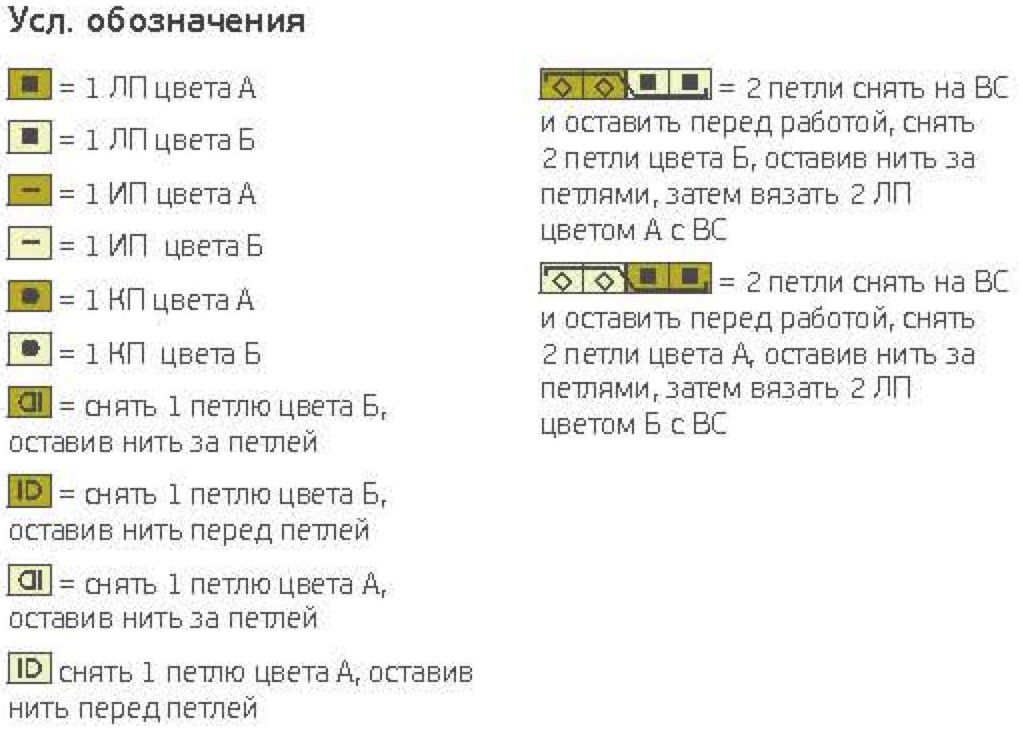 Усл. обозначения
= 1 ЛП цвета А
= 1 ЛП цвета Б
= 1 ИП цвета А
= 1 ИП цвета Б
= 1 КП цвета А
= 1 КП цвета Б
= снять 1 петлю цвета Б,
оставив нить за петлей
= снять 1 петлю цвета Б,
оставив нить перед петлей
= снять 1 петлю цвета А,
оставив нить за петлей
снять 1 петлю цвета А, оставив
нить перед петлей
= 2 петли снять на ВС
и оставить перед работой, снять
2 петли цвета Б, оставив нить за
петлями, затем вязать 2 ЛП
цветом А с ВС
= 2 петли снять на ВС
и оставить перед работой, снять
2 петли цвета А, оставив нить за
петлями, затем вязать 2 ЛП
цветом Б с ВС